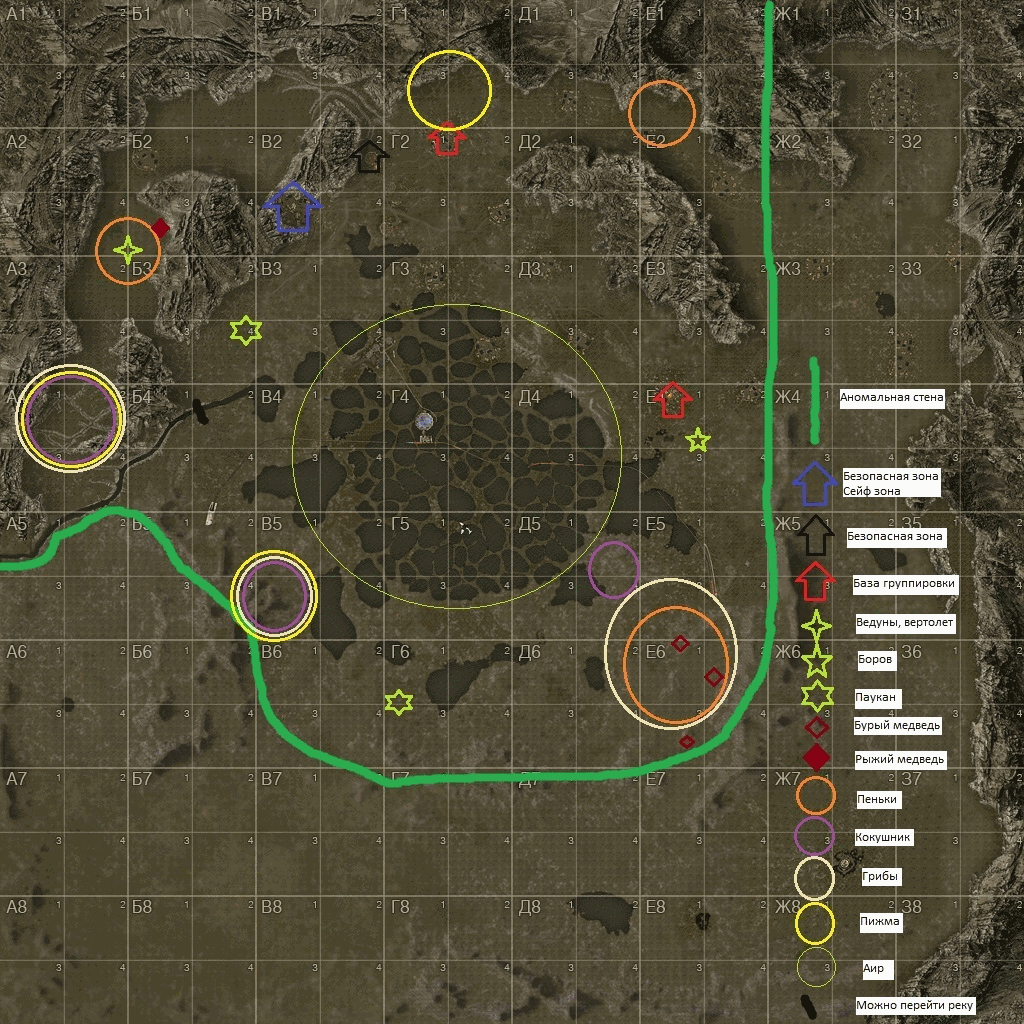 А1 Б1 В1 Г1 Д1 Е1 Ж1 З1
А2 Б2 В2 Г2 Д2 Е2 Ж2 З2
А3 Б3 В3 Г3 Д3 Е3 Ж3 З3
Б4 В4 Г4 Д4 Ж4
Аномальная стена
Мн
Безопасная зона
Сейф зона
А5 В5 Г5 Д5 Е5 Ж5 З5
Безопасная зона
База группировки
Ведуны, вертолет
А6 Б6 В6 Г6 Д6 Е6 Ж6 З6
Боров
Паукан
Бурый медведь
Рыжий медведь
А7 Б7 В7 Г7 Д7 Е7 Ж7 З7
Пеньки
Кокушник
Грибы
А8 Б8 В8 Г8 Д8 Е8 Ж8 З8
Пижма
Аир
Можно перейти реку